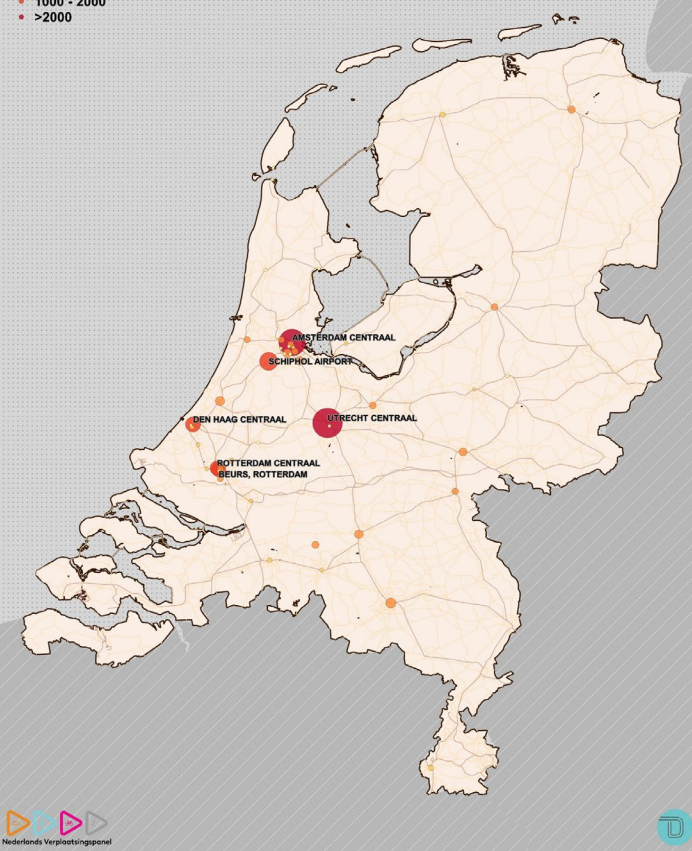 1000 - 2000
>2000
AMSTERDAM CENTRAAL
SCHIPHOL AIRPORT
DEN HAAG CENTRAAL
UTRECHT CENTRAAL
ROTTERDAM CENTRAAL
BEURS, ROTTERDAM
Nederlands Verplaatsingspanel